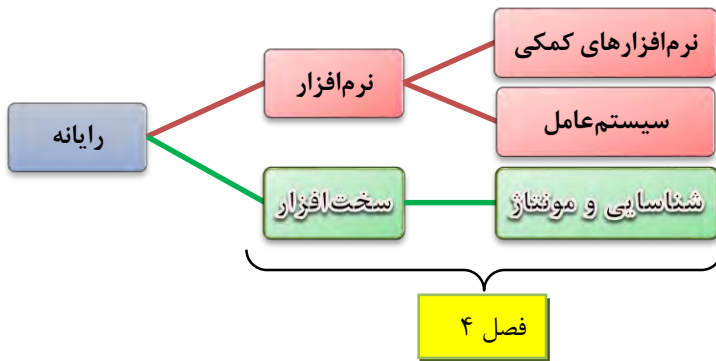 نرم‌افزارهای کمکی
نرم‌افزار
سیستم‌عامل
رایانه
سخت‌افزار
شناسایی و مونتاژ
فصل ۴